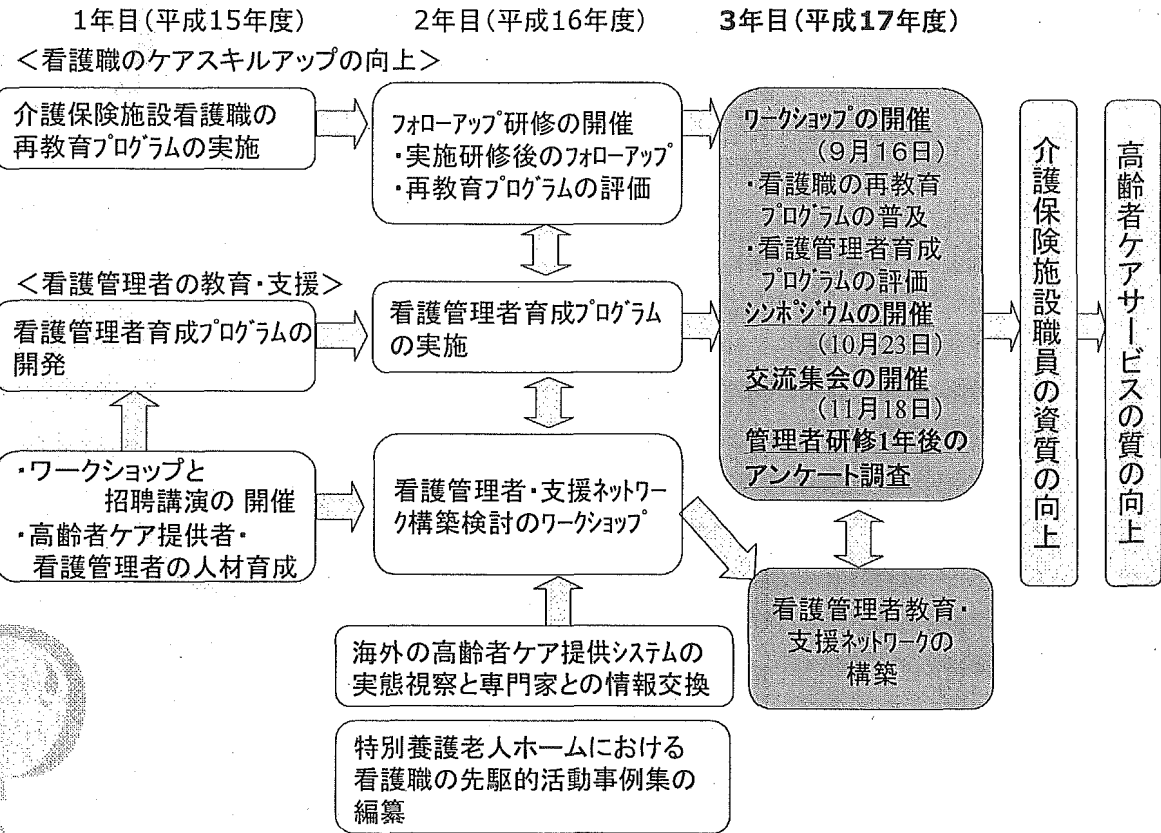 1年目(平成15年度)
2年目(平成16年度)
3年目(平成17年度)
＜看護職のケアスキルアップの向上＞
介護保険施設看護職の
再教育プログラムの実施
フォローアップ研修の開催
・実施研修後のフォローアップ
・再教育プログラムの評価
ワークショップの開催
(9月16日)
・看護職の再教育
プログラムの普及
・看護管理者育成
プログラムの評価
シンポジウムの開催
(10月23日)
交流集会の開催
(11月18日)
管理者研修1年後の
アンケート調査
介護保険施設職員の資質の向上
高齢者ケアサービスの質の向上
＜看護管理者の教育・支援＞
看護管理者育成プログラムの
開発
看護管理者育成プログラム
の実施
・ワークショップと
招聘講演の 開催
・高齢者ケア提供者・
看護管理者の人材育成
看護管理者・支援ネットワー
ク構築検討のワークショップ
看護管理者教育・
支援ネットワークの
構築
海外の高齢者ケア提供システムの
実態視察と専門家との情報交換
特別養護老人ホームにおける
看護職の先駆的活動事例集の
編纂